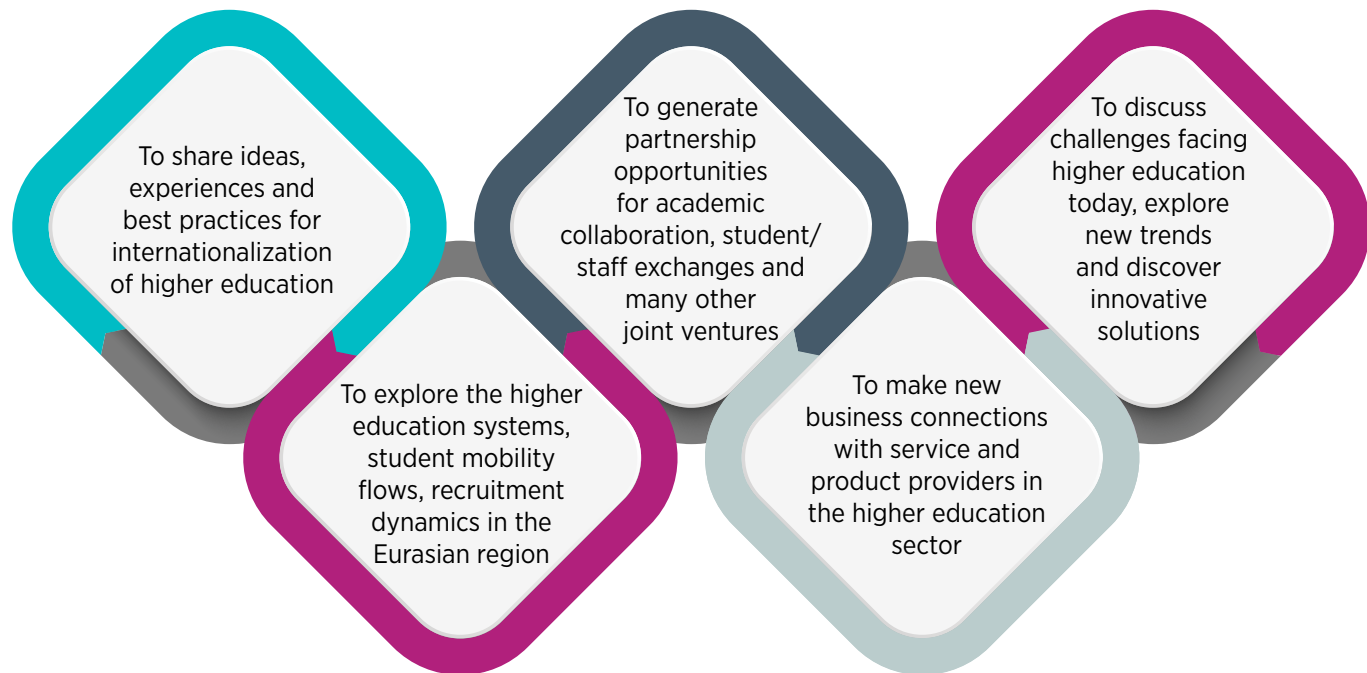 To share ideas,
experiences and
best practices for
internationalization
of higher education
To explore the higher
education systems,
student mobility
flows, recruitment
dynamics in the
Eurasian region
To generate
partnership
opportunities
for academic
collaboration, student/
staff exchanges and
many other
joint ventures
To make new
business connections
with service and
product providers in
the higher education
sector
To discuss
challenges facing
higher education
today, explore
new trends
and discover
innovative
solutions